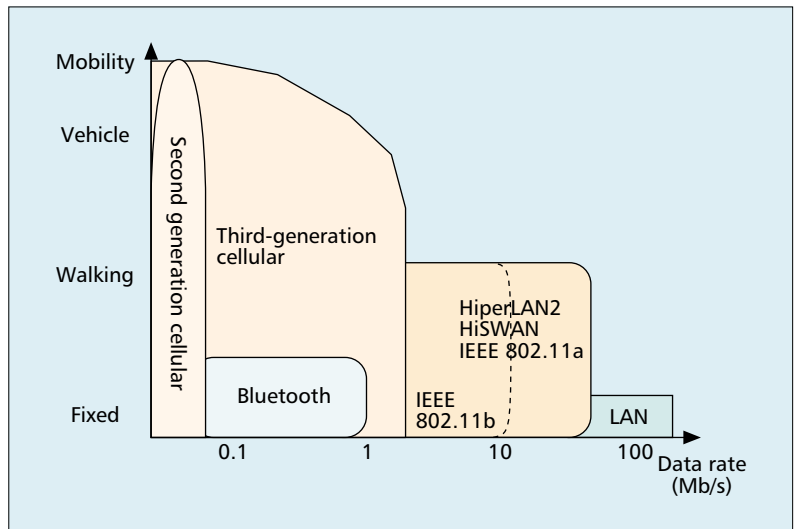 Mobility
Vehicle
Walking
Fixed
Second generation cellular
Third-generation
cellular
Bluetooth
HiperLAN2
HiSWAN
IEEE 802.11a
IEEE
802.11b
LAN
0.1
1
10
100
Data rate
(Mb/s)